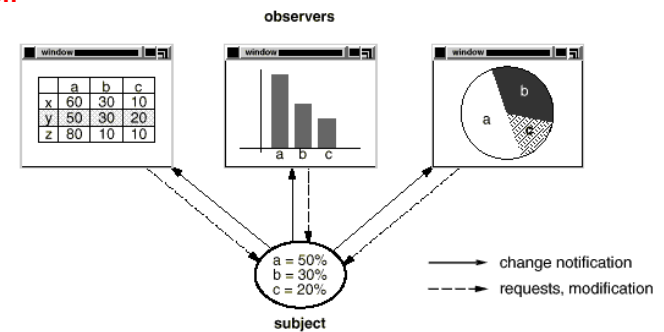 observers
window
window
window
a b c
x 60 30 10
y 50 30 20
z 80 10 10
a b c
a
b
c
a = 50%
b = 30%
c = 20%
subject
change notification
requests, modification